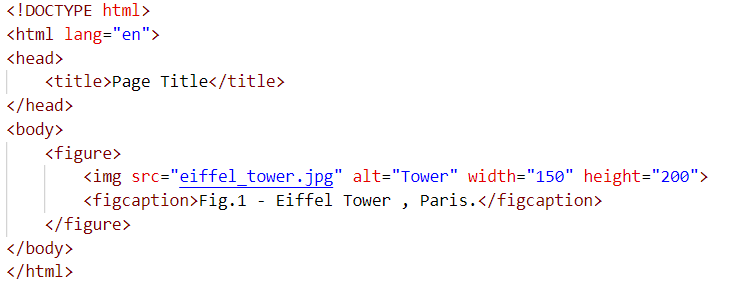 <!DOCTYPE html>
<html lang="en">
<head>
<title>Page Title</title>
</head>
<body>
<figure>
<img src="eiffel_tower.jpg" alt="Tower" width="150" height="200">
<figcaption>Fig.1 - Eiffel Tower , Paris.</figcaption>
</figure>
</body>
</html>